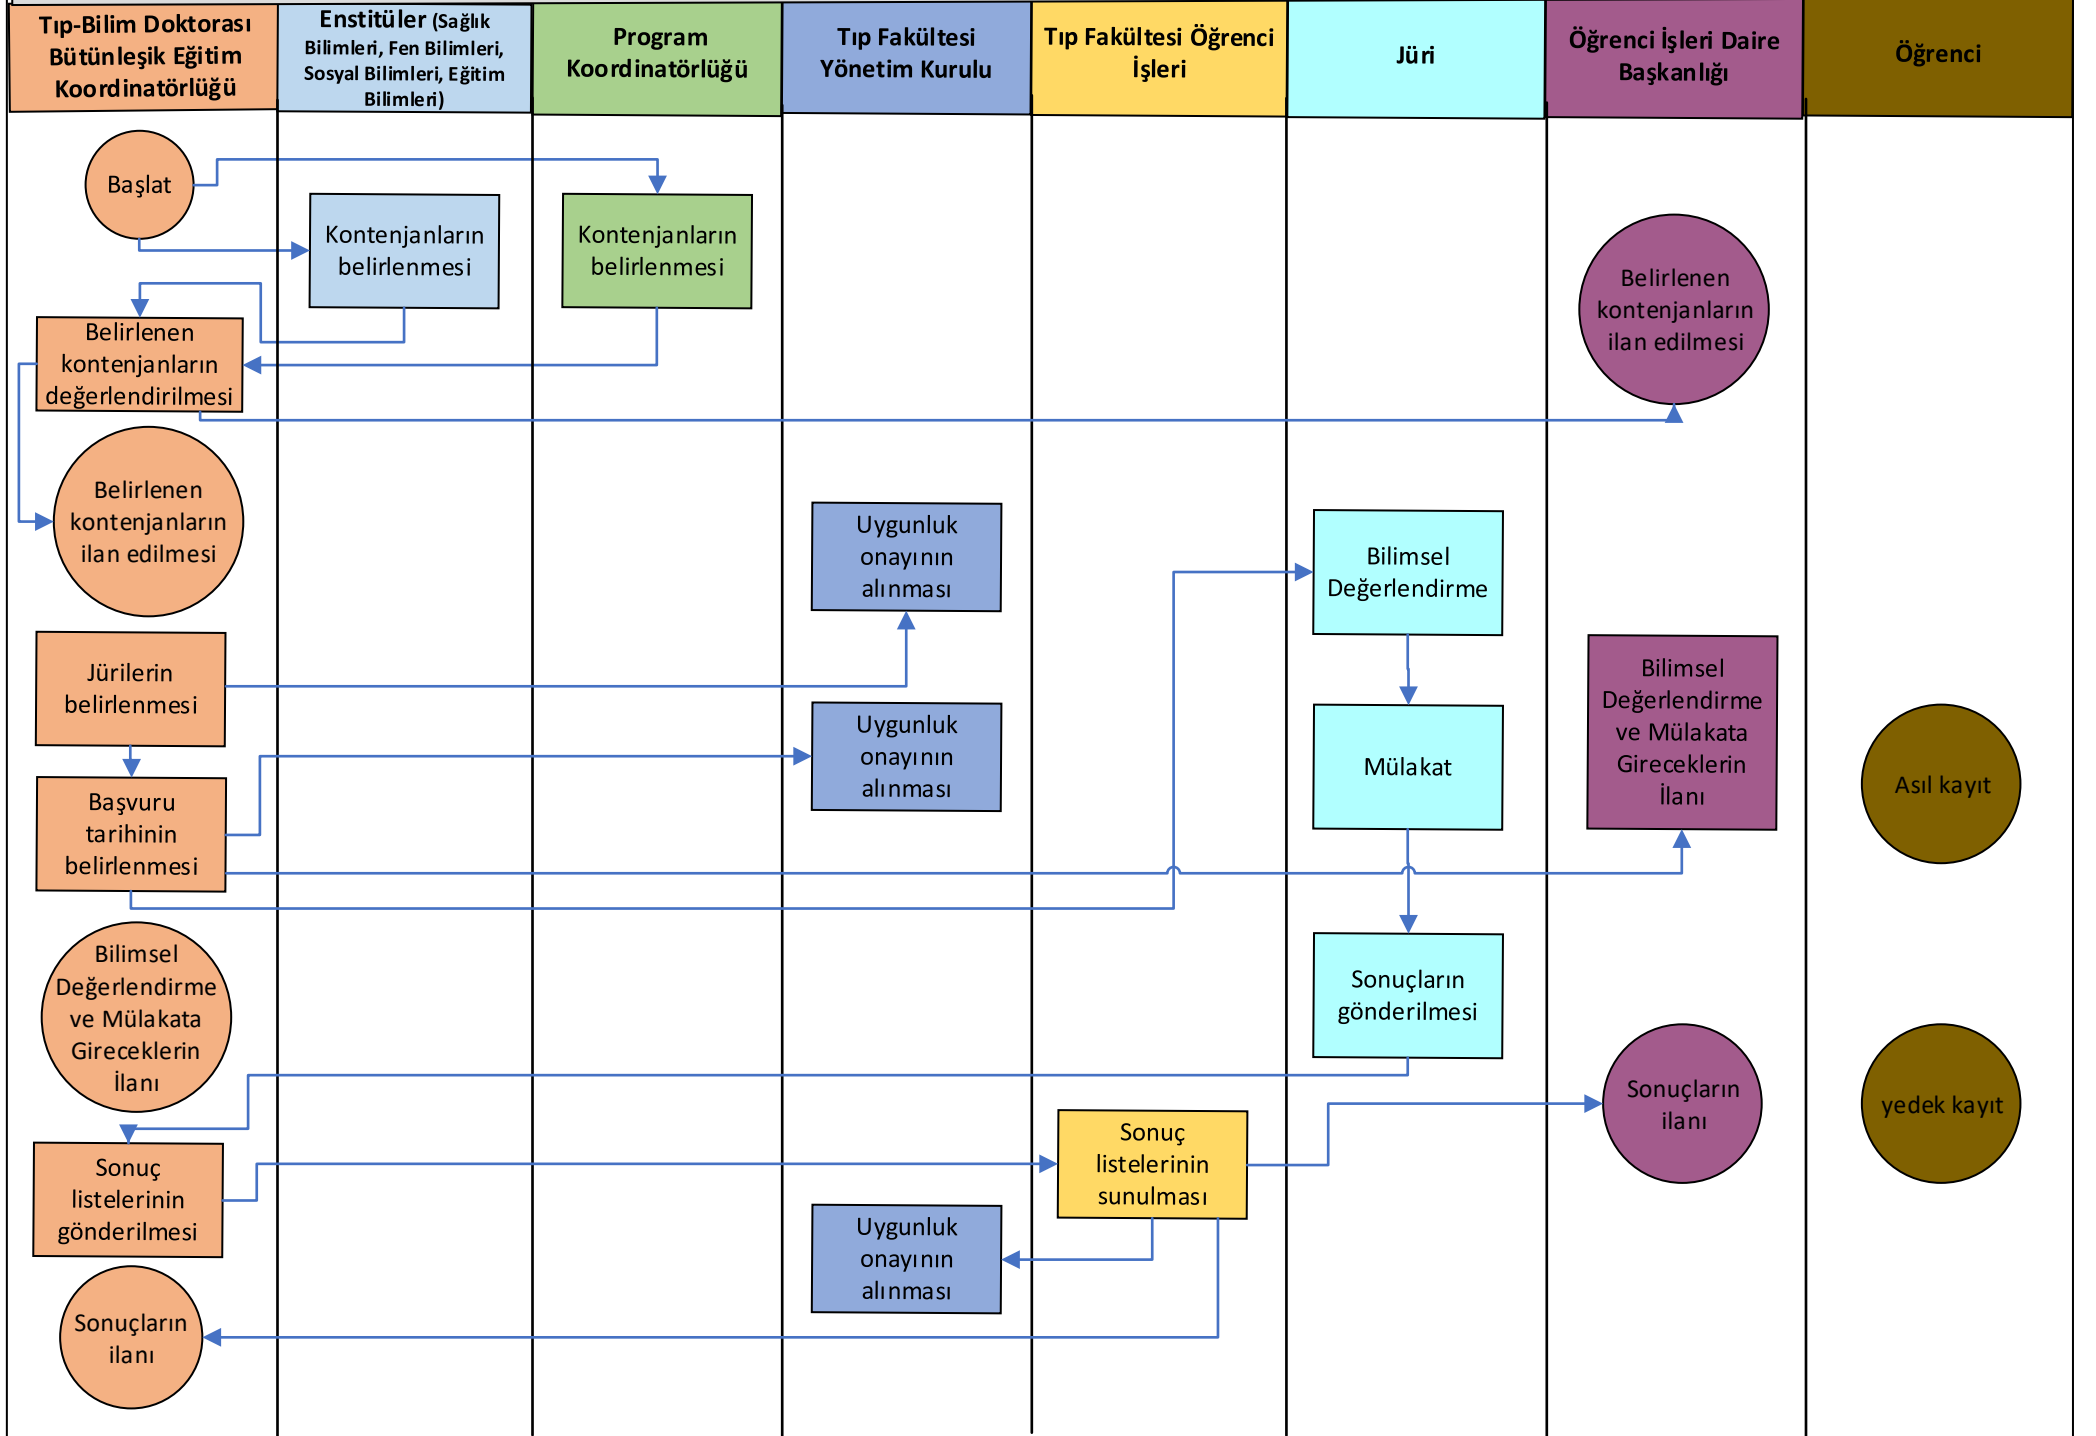 Tıp-Bilim Doktorası
Bütünleşik Eğitim
Koordinatörlüğü
Enstitüler (Sağlık
Bilimleri, Fen Bilimleri,
Sosyal Bilimleri, Eğitim
Bilimleri)
Program
Koordinatörlüğü
Tıp Fakültesi
Yönetim Kurulu
Tıp Fakültesi Öğrenci
İşleri
Jüri
Öğrenci İşleri Daire
Başkanlığı
Öğrenci
Başlat
Kontenjanların
belirlenmesi
Kontenjanların
belirlenmesi
Belirlenen
kontenjanların
ilan edilmesi
Belirlenen
kontenjanların
değerlendirilmesi
Belirlenen
kontenjanların
ilan edilmesi
Uygunluk
onayının
alınması
Bilimsel
Değerlendirme
Jürilerin
belirlenmesi
Uygunluk
onayının
alınması
Mülakat
Bilimsel
Değerlendirme
ve Mülakata
Gireceklerin
İlanı
Asıl kayıt
Başvuru
tarihinin
belirlenmesi
Bilimsel
Değerlendirme
ve Mülakata
Gireceklerin
İlanı
Sonuçların
gönderilmesi
Sonuçların
ilanı
yedek kayıt
Sonuç
listelerinin
gönderilmesi
Sonuç
listelerinin
sunulması
Uygunluk
onayının
alınması
Sonuçların
ilanı